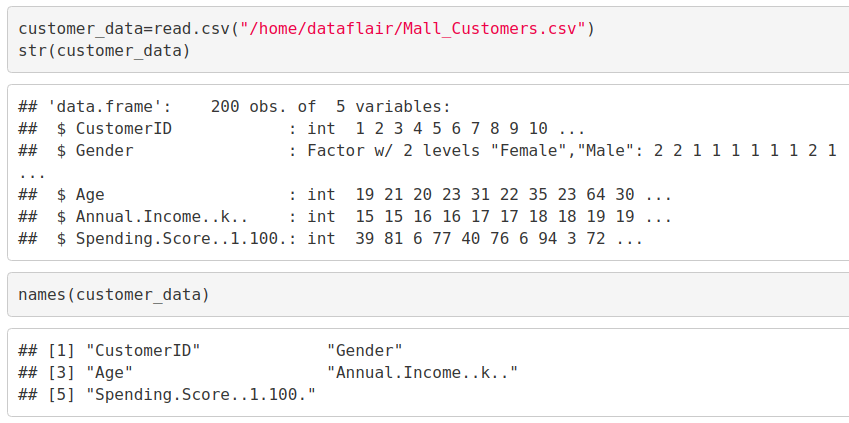 customer_data=read.csv("/home/dataflair/Mall_Customers.csv")
str(customer_data)
## 'data.frame':    200 obs. of  5 variables:
##  $ CustomerID            : int  1 2 3 4 5 6 7 8 9 10 ...
##  $ Gender                : Factor w/ 2 levels "Female","Male": 2 2 1 1 1 1 1 1 2 1
...
##  $ Age                   : int  19 21 20 23 31 22 35 23 64 30 ...
##  $ Annual.Income..k..    : int  15 15 16 16 17 17 18 18 19 19 ...
##  $ Spending.Score..1.100.: int  39 81 6 77 40 76 6 94 3 72 ...
names(customer_data)
## [1] "CustomerID"             "Gender"
## [3] "Age"                    "Annual.Income..k.."
## [5] "Spending.Score..1.100."